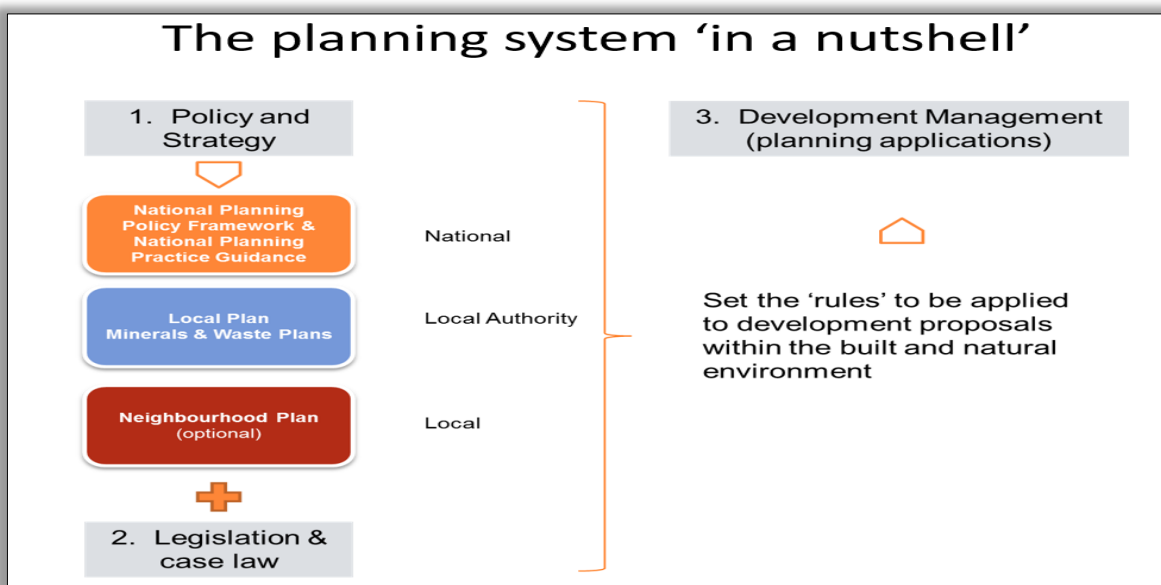 The planning system ‘in a nutshell’
1. Policy and
Strategy
National Planning
Policy Framework &
National Planning
Practice Guidance
National
Local Plan
Minerals & Waste Plans
Local Authority
Neighbourhood Plan
(optional)
Local
2. Legislation &
case law
3. Development Management
(planning applications)
Set the ‘rules’ to be applied
to development proposals
within the built and natural
environment